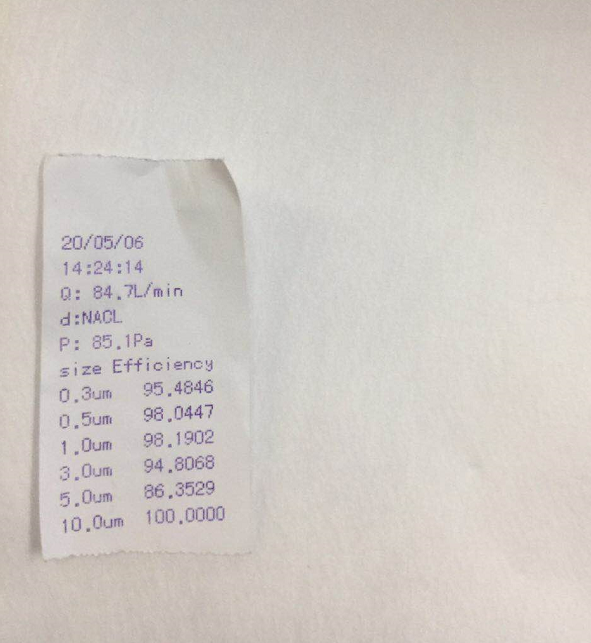 20/05/06
14:24:14
Q: 84.7L/min
d:NACL
P: 85.1Pa
size Efficiency
0.3um 95.4846
0.5um 98.0447
1.0um 98.1902
3.0um 94.8068
5.0um 86.3529
10.0um 100.0000